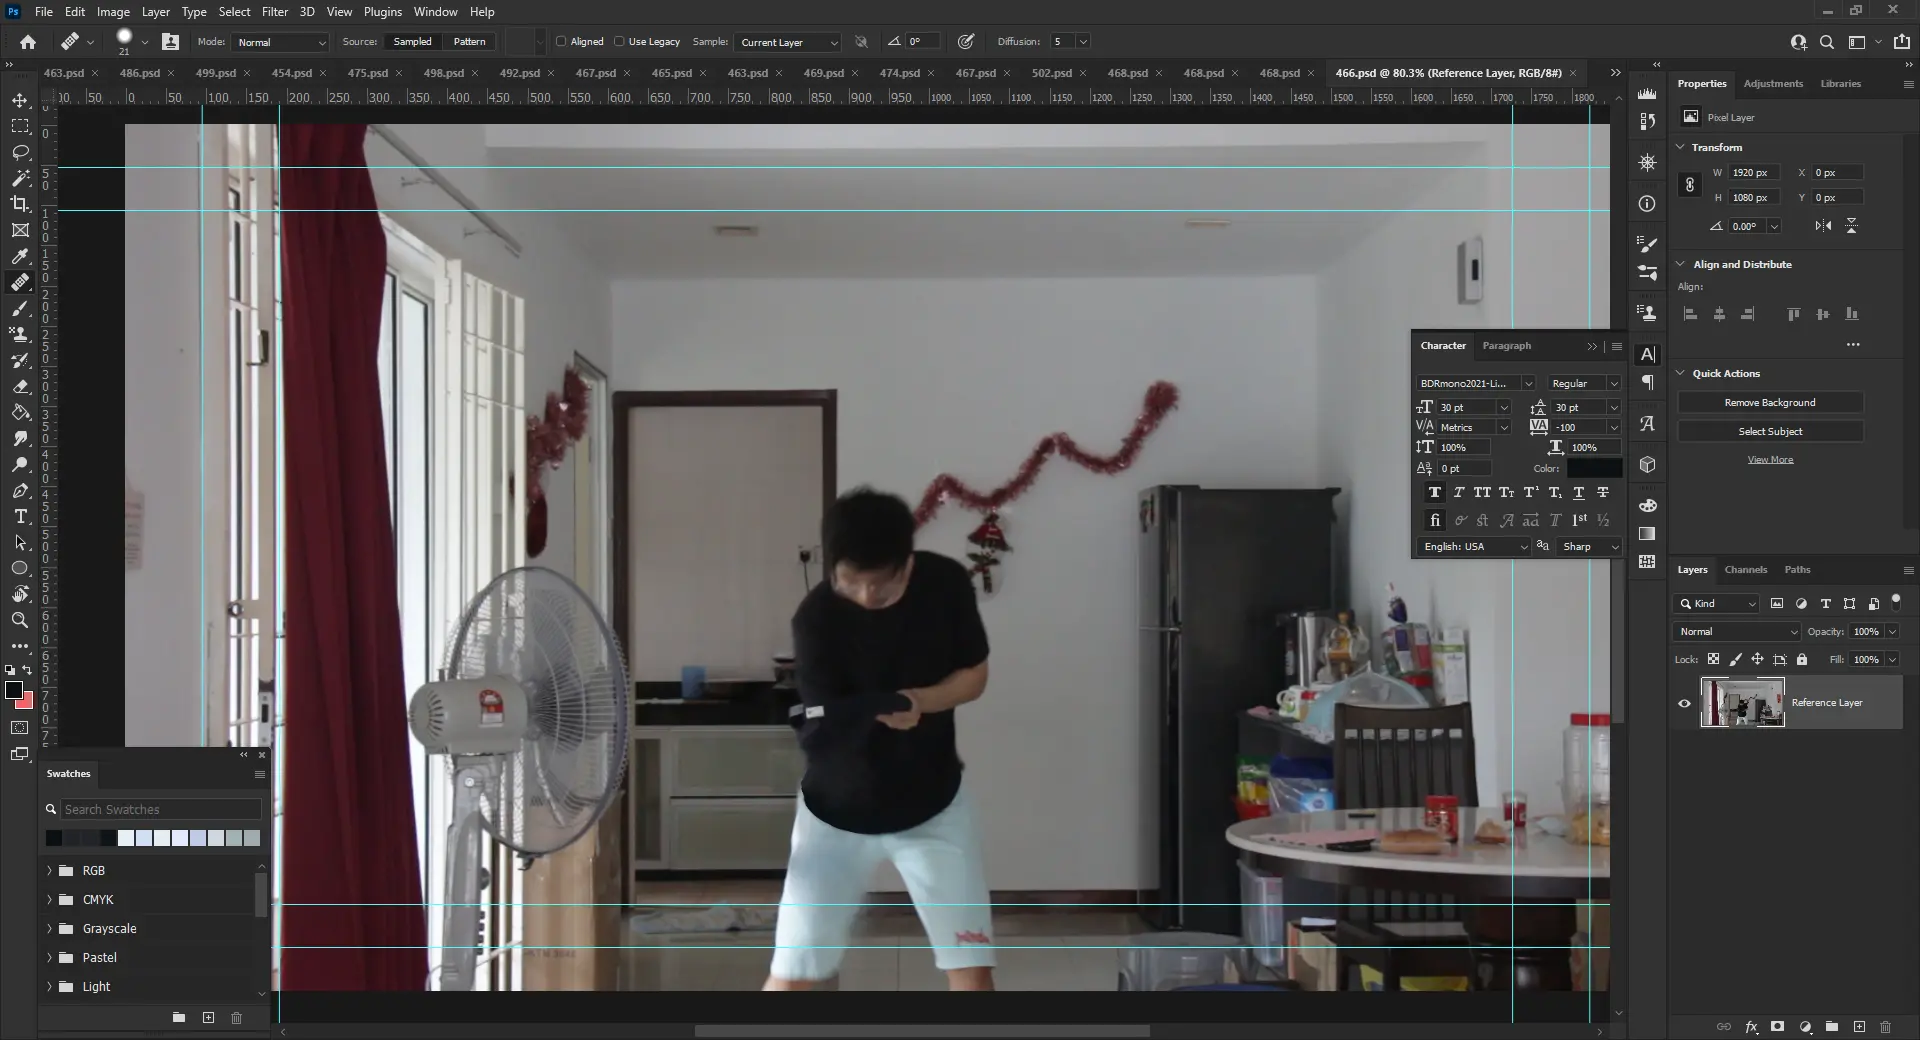 Ps File Edit Image Layer Type Select Filter 3D View Plugins Window Help
21 Mode: Normal Source: Sampled Pattern Aligned Use Legacy Sample: Current Layer 0° Diffusion: 5
463.psd 486.psd 499.psd 454.psd 475.psd 498.psd 492.psd 467.psd 465.psd 463.psd 469.psd 474.psd 467.psd 502.psd 468.psd 468.psd 468.psd 466.psd @ 80.3% (Reference Layer, RGB/8#)
50 0 50 100 150 200 250 300 350 400 450 500 550 600 650 700 750 800 850 900 950 1000 1050 1100 1150 1200 1250 1300 1350 1400 1450 1500 1550 1600 1650 1700 1750 1800
Properties Adjustments Libraries
Pixel Layer
Transform
W 1920 px X 0 px
H 1080 px Y 0 px
0.00°
Align and Distribute
Align:
Quick Actions
Remove Background
Select Subject
View More
Character Paragraph
BDRmono2021-Li... Regular
30 pt 30 pt
Metrics -100
100% 100%
0 pt Color:
English: USA Sharp
Layers Channels Paths
Kind
Normal Opacity: 100%
Lock: Fill: 100%
Reference Layer
Swatches
Search Swatches
RGB
CMYK
Grayscale
Pastel
Light